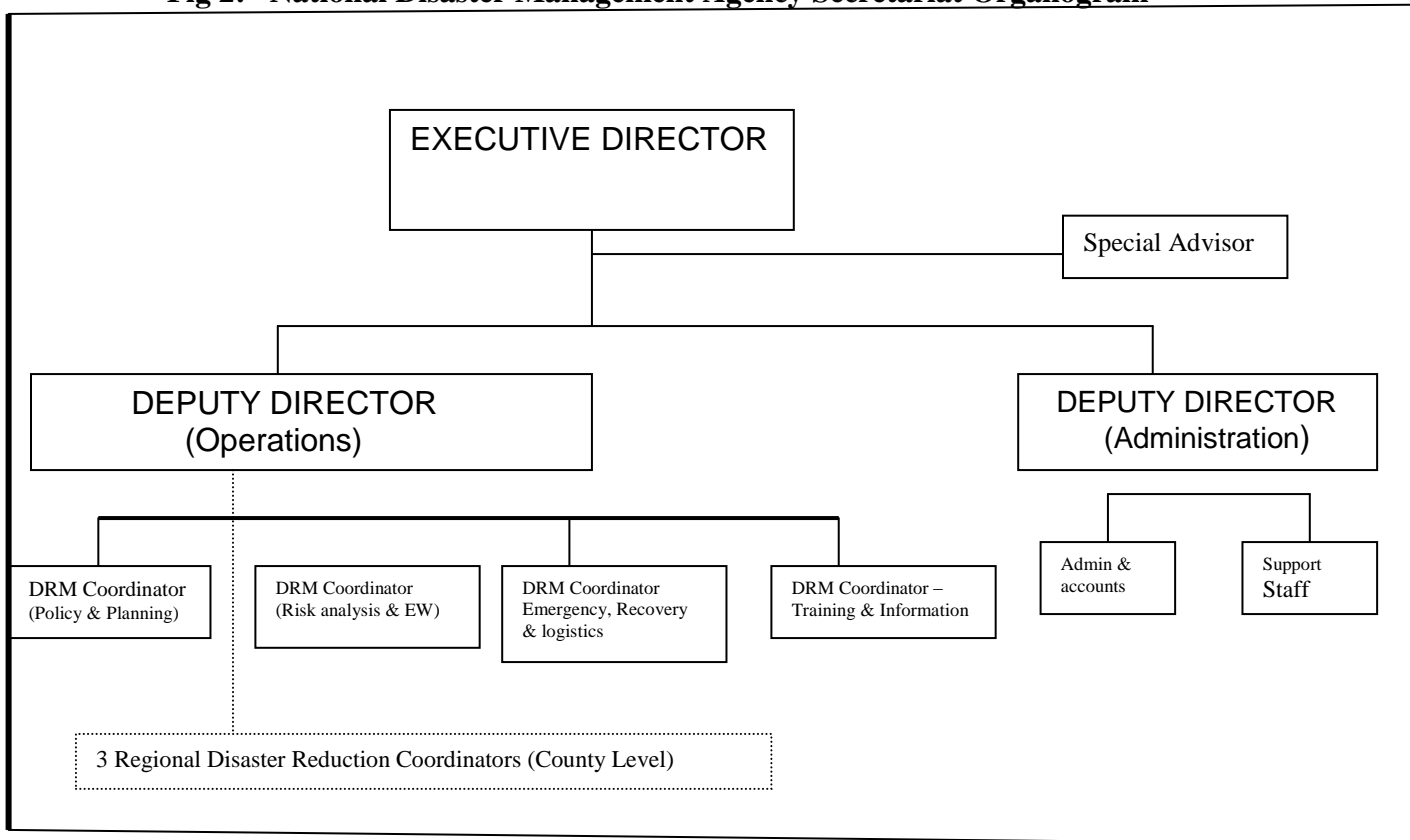 Fig 2: National Disaster Management Agency Secretariat Organogram
EXECUTIVE DIRECTOR
Special Advisor
DEPUTY DIRECTOR
(Operations)
DEPUTY DIRECTOR
(Administration)
DRM Coordinator
(Policy & Planning)
DRM Coordinator
(Risk analysis & EW)
DRM Coordinator
Emergency, Recovery
& logistics
DRM Coordinator –
Training & Information
Admin &
accounts
Support
Staff
3 Regional Disaster Reduction Coordinators (County Level)